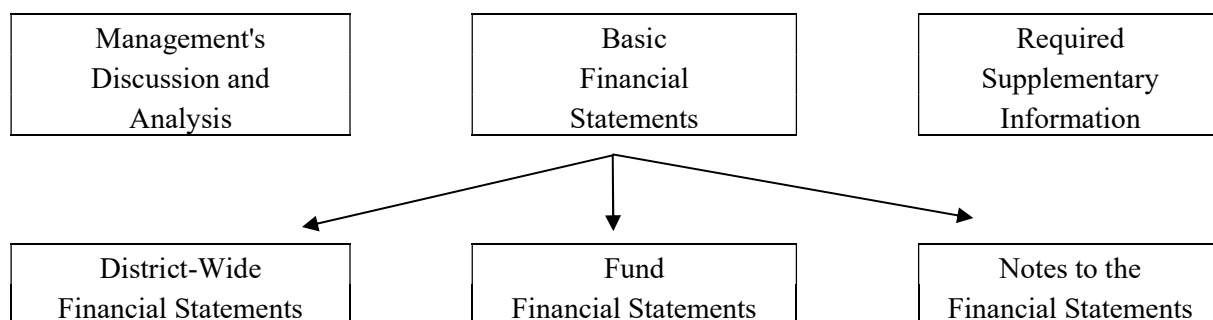 Management's
Discussion and
Analysis
Basic
Financial
Statements
Required
Supplementary
Information
District-Wide
Financial Statements
Fund
Financial Statements
Notes to the
Financial Statements